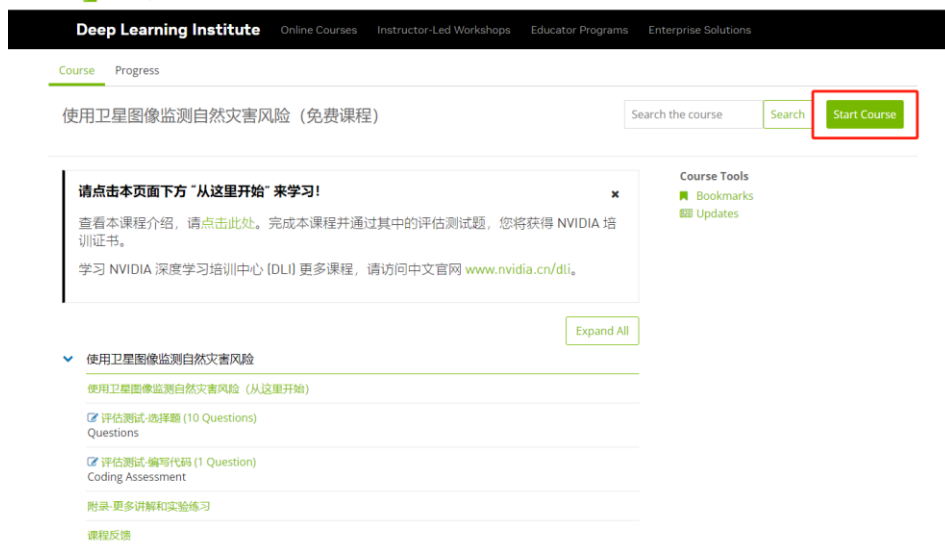 Deep Learning Institute Online Courses Instructor-Led Workshops Educator Programs Enterprise Solutions
Course Progress
使用卫星图像监测自然灾害风险（免费课程） Search the course Search Start Course
请点击本页面下方 "从这里开始" 来学习！
查看本课程介绍，请点击此处。完成本课程并通过其中的评估测试题，您将获得 NVIDIA 培
训证书。
学习 NVIDIA 深度学习培训中心 (DLI) 更多课程，请访问中文官网 www.nvidia.cn/dli。
Course Tools
Bookmarks
Updates
Expand All
使用卫星图像监测自然灾害风险
使用卫星图像监测自然灾害风险（从这里开始）
评估测试-选择题 (10 Questions)
Questions
评估测试-编写代码 (1 Question)
Coding Assessment
附录-更多讲解和实验练习
课程反馈